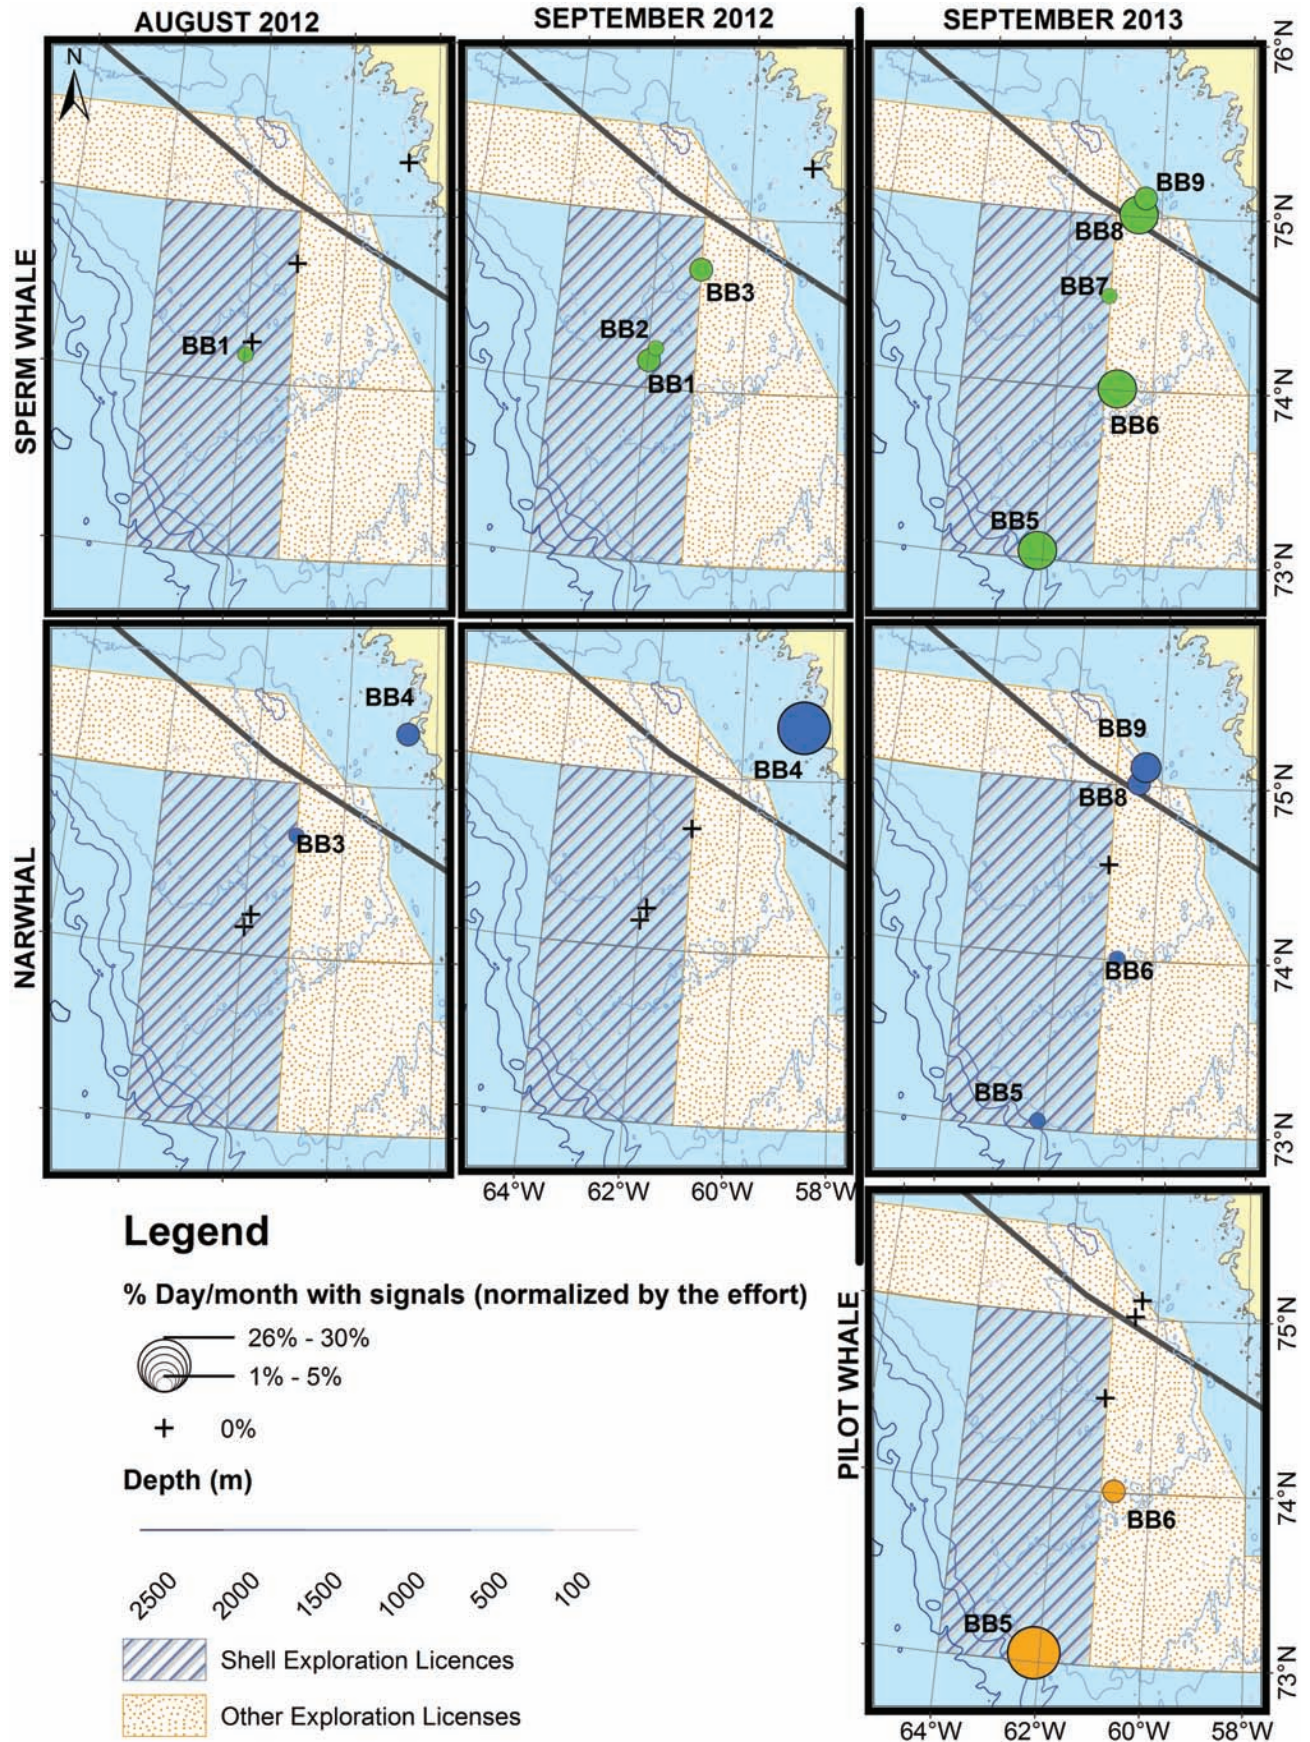 AUGUST 2012
SEPTEMBER 2012
SEPTEMBER 2013
SPERM WHALE
N
BB1
BB2
BB1
BB3
BB9
BB8
BB7
BB6
BB5
76°N
75°N
74°N
73°N
NARWHAL
BB4
BB3
BB4
BB9
BB8
BB6
BB5
75°N
74°N
73°N
64°W
62°W
60°W
58°W
PILOT WHALE
BB6
BB5
75°N
74°N
73°N
64°W
62°W
60°W
58°W
Legend
% Day/month with signals (normalized by the effort)
26% - 30%
1% - 5%
0%
Depth (m)
2500 2000 1500 1000 500 100
Shell Exploration Licences
Other Exploration Licenses